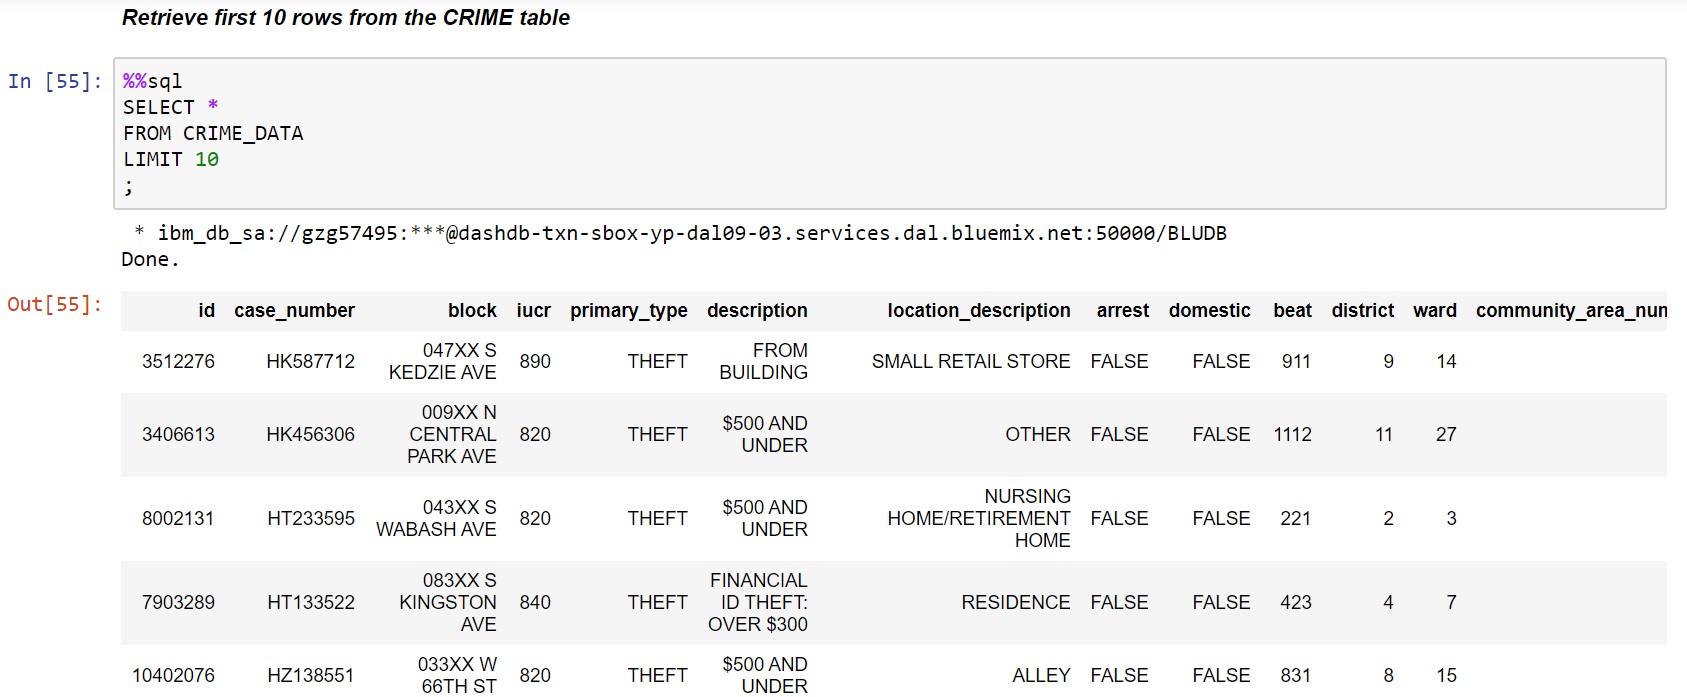 Retrieve first 10 rows from the CRIME table
In [55]:
%%sql
SELECT *
FROM CRIME_DATA
LIMIT 10
;
* ibm_db_sa://gzg57495:***@dashdb-txn-sbox-yp-dal09-03.services.dal.bluemix.net:50000/BLUDB
Done.
Out[55]:
id case_number block iucr primary_type description location_description arrest domestic beat district ward community_area_num
3512276 HK587712 047XX S KEDZIE AVE 890 THEFT FROM BUILDING SMALL RETAIL STORE FALSE FALSE 911 9 14
3406613 HK456306 009XX N CENTRAL PARK AVE 820 THEFT $500 AND UNDER OTHER FALSE FALSE 1112 11 27
8002131 HT233595 043XX S WABASH AVE 820 THEFT $500 AND UNDER NURSING HOME/RETIREMENT HOME FALSE FALSE 221 2 3
7903289 HT133522 083XX S KINGSTON AVE 840 THEFT FINANCIAL ID THEFT: OVER $300 RESIDENCE FALSE FALSE 423 4 7
10402076 HZ138551 033XX W 66TH ST 820 THEFT $500 AND UNDER ALLEY FALSE FALSE 831 8 15